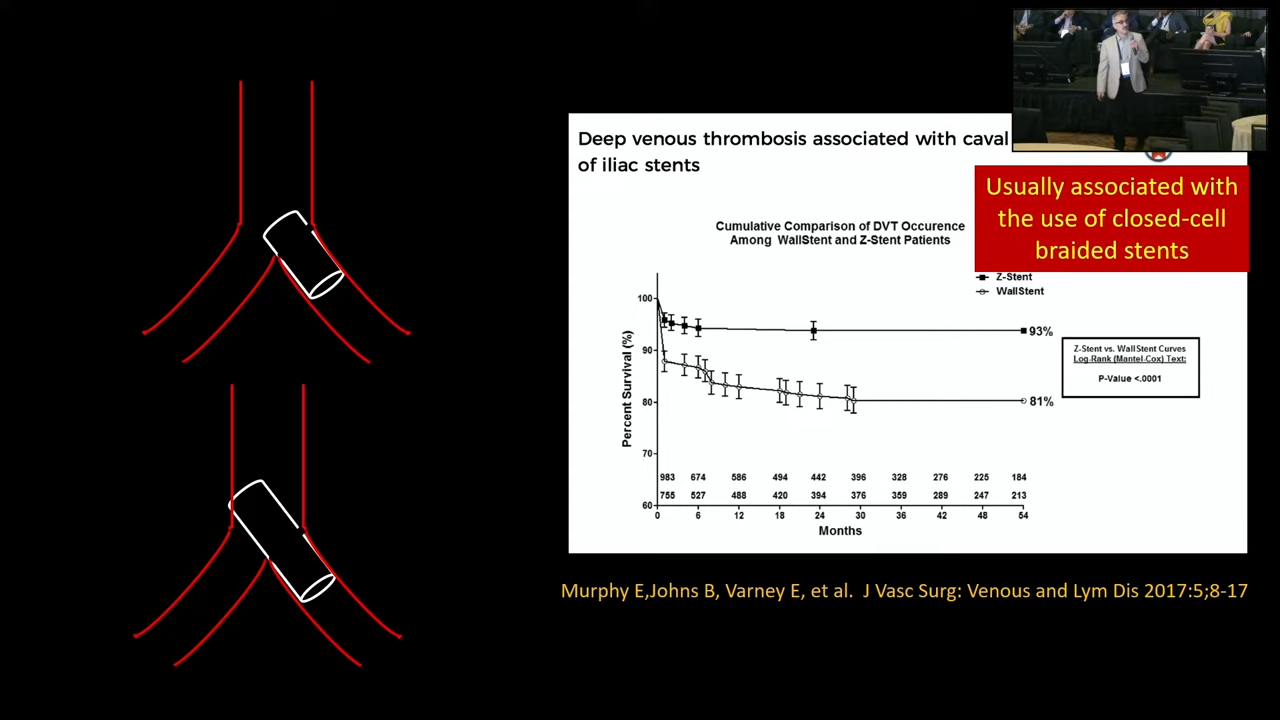 Deep venous thrombosis associated with caval
of iliac stents
Usually associated with
the use of closed-cell
braided stents
Cumulative Comparison of DVT Occurence
Among WallStent and Z-Stent Patients
Z-Stent
WallStent
Percent Survival (%)
100
90
80
70
60
93%
81%
Z-Stent vs. WallStent Curves
Log-Rank (Mantel-Cox) Text:
P-Value <.0001
983 674 586 494 442 396 328 276 225 184
755 527 488 420 394 376 359 289 247 213
0 6 12 18 24 30 36 42 48 54
Months
Murphy E,Johns B, Varney E, et al. J Vasc Surg: Venous and Lym Dis 2017:5;8-17